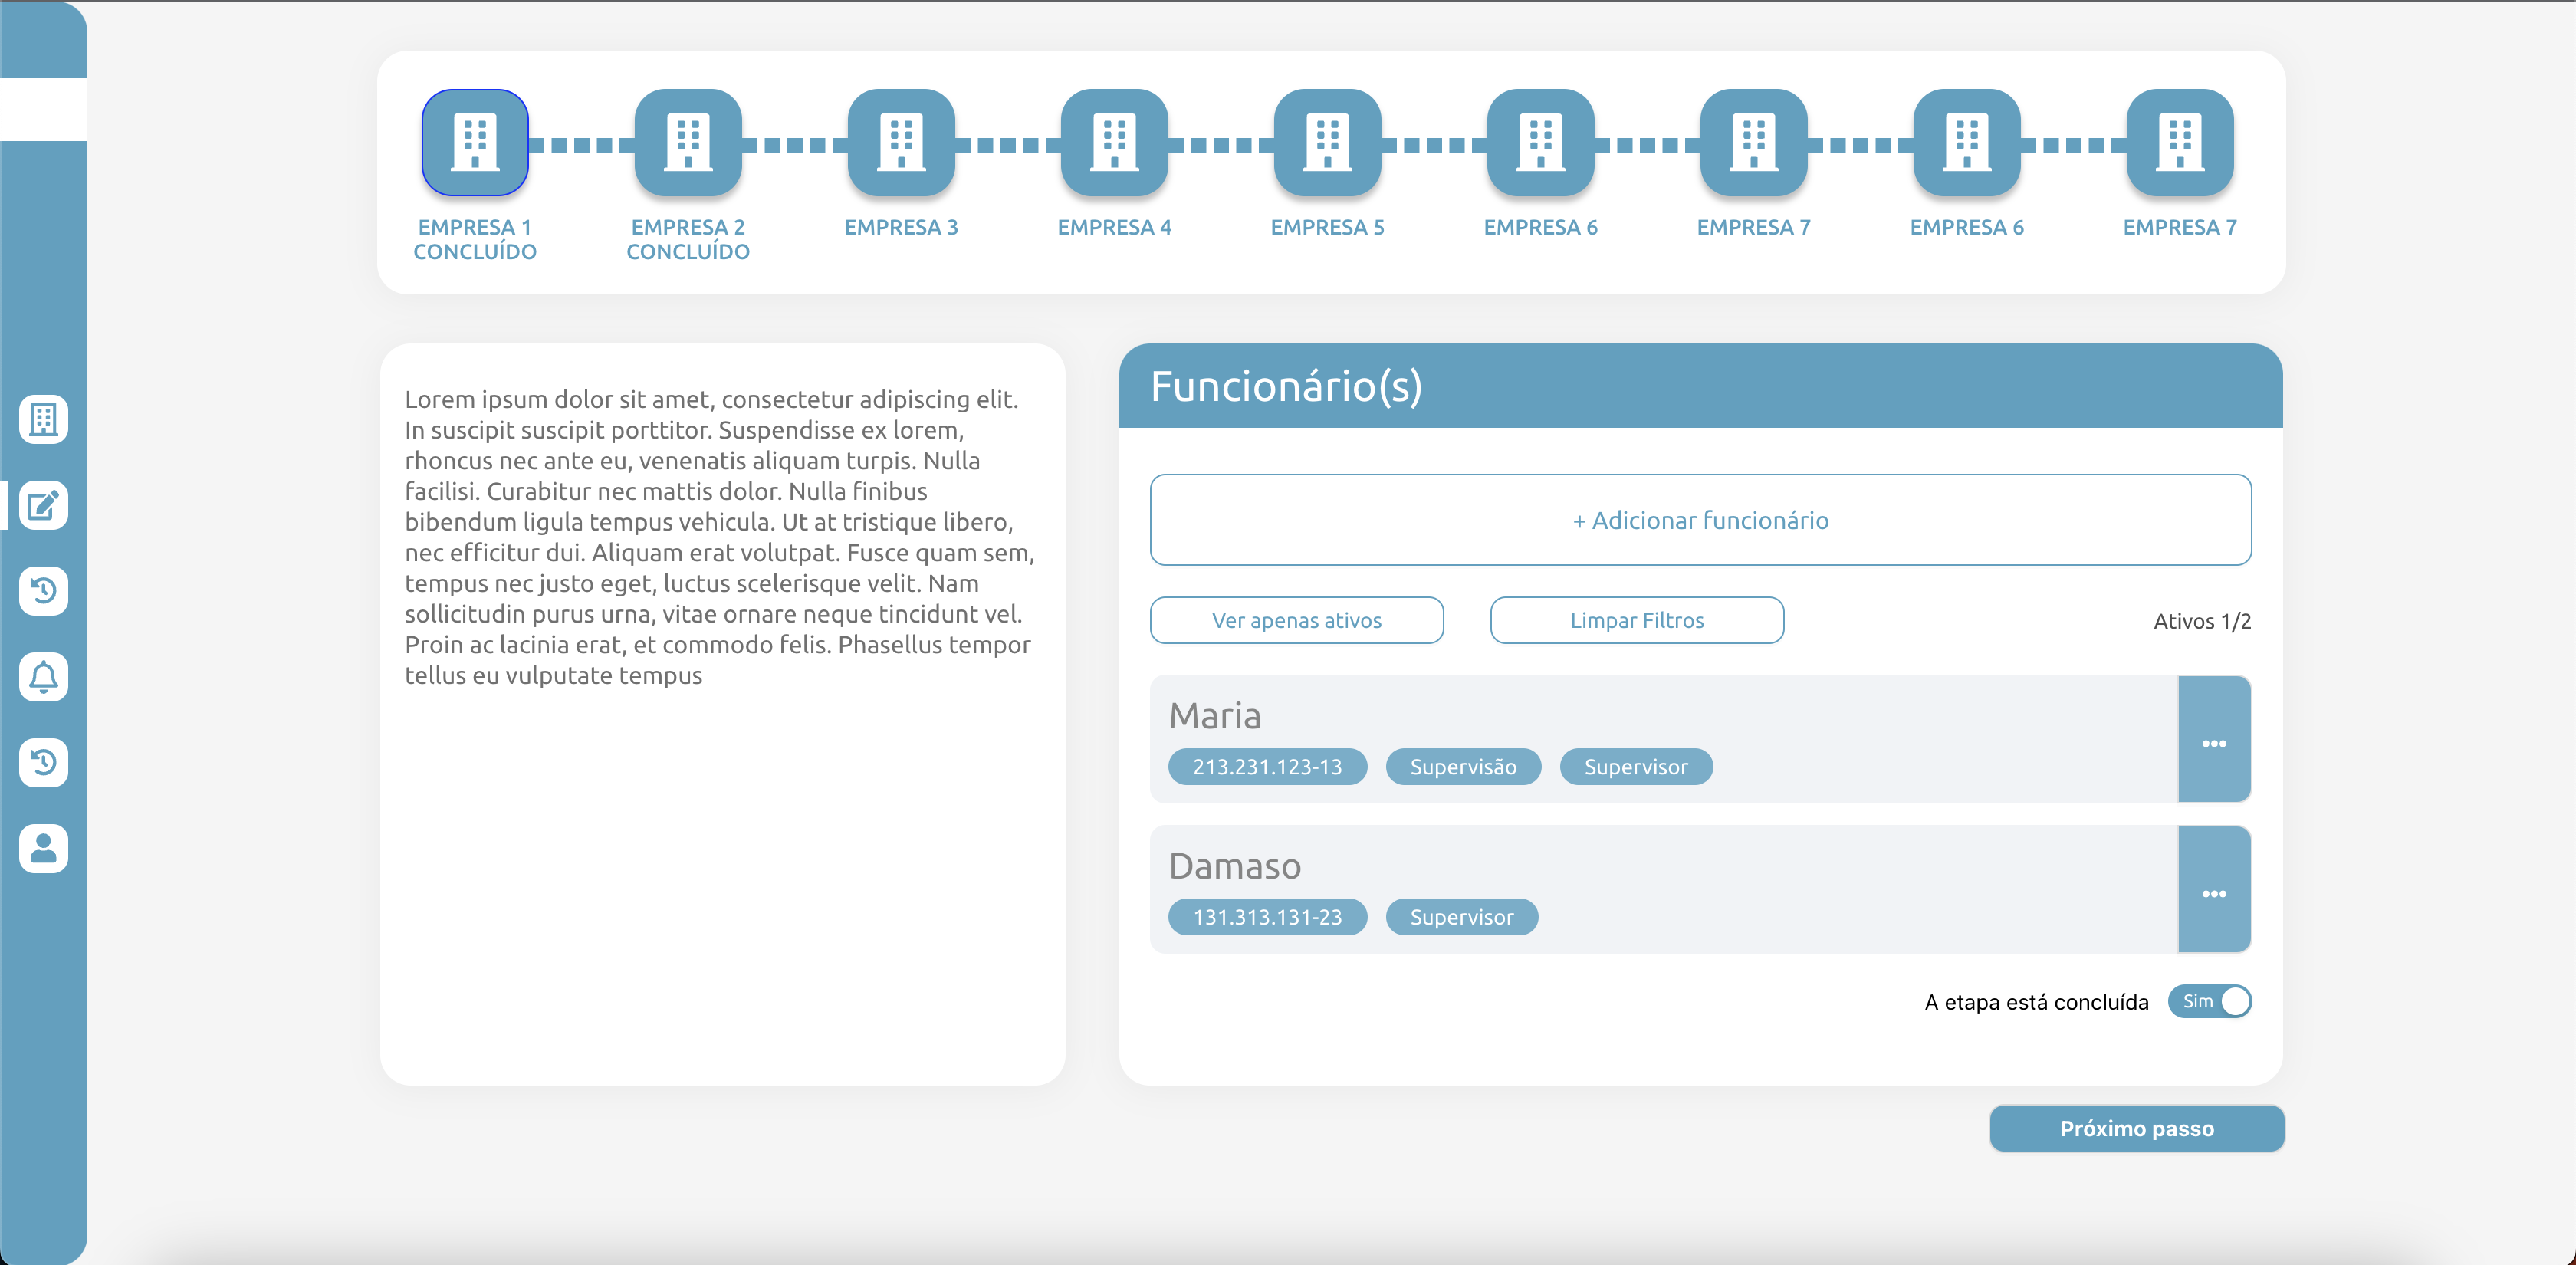 EMPRESA 1
CONCLUÍDO
EMPRESA 2
CONCLUÍDO
EMPRESA 3
EMPRESA 4
EMPRESA 5
EMPRESA 6
EMPRESA 7
EMPRESA 6
EMPRESA 7
Lorem ipsum dolor sit amet, consectetur adipiscing elit.
In suscipit suscipit porttitor. Suspendisse ex lorem,
rhoncus nec ante eu, venenatis aliquam turpis. Nulla
facilisi. Curabitur nec mattis dolor. Nulla finibus
bibendum ligula tempus vehicula. Ut at tristique libero,
nec efficitur dui. Aliquam erat volutpat. Fusce quam sem,
tempus nec justo eget, luctus scelerisque velit. Nam
sollicitudin purus urna, vitae ornare neque tincidunt vel.
Proin ac lacinia erat, et commodo felis. Phasellus tempor
tellus eu vulputate tempus
Funcionário(s)
+ Adicionar funcionário
Ver apenas ativos
Limpar Filtros
Ativos 1/2
Maria
213.231.123-13
Supervisão
Supervisor
Damaso
131.313.131-23
Supervisor
A etapa está concluída
Sim
Próximo passo